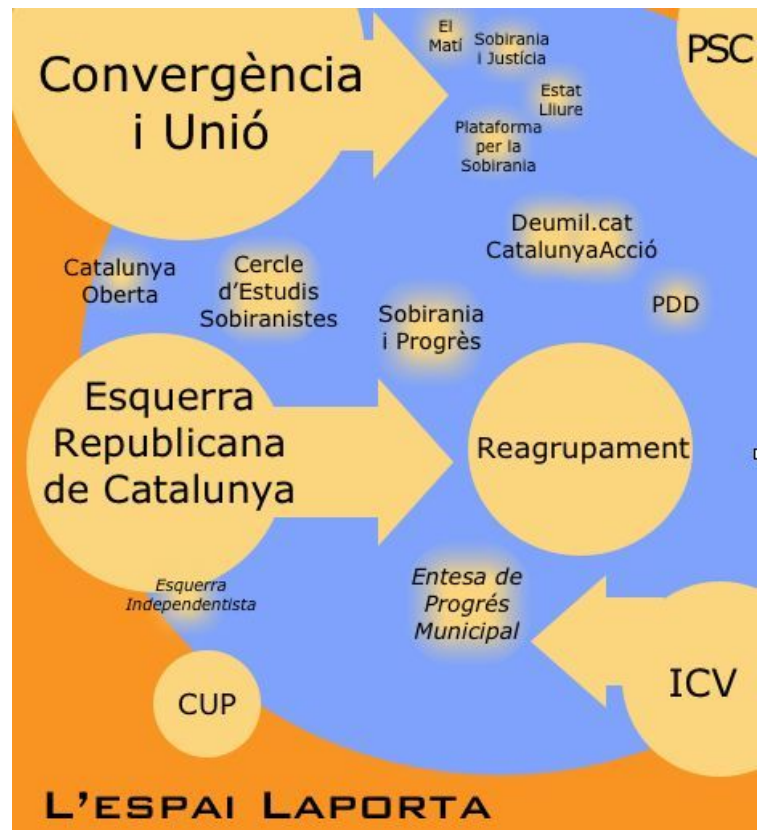 Convergència
i Unió
El
Matí
Sobirania
i Justícia
Estat
Lliure
Plataforma
per la
Sobirania
PSC
Deumil.cat
CatalunyaAcció
Catalunya
Oberta
Cercle
d'Estudis
Sobiranistes
Sobirania
i Progrès
PDD
Esquerra
Republicana
de Catalunya
Reagrupament
Esquerra
Independentista
Entesa de
Progrés
Municipal
CUP
ICV
L'ESPAI LAPORTA